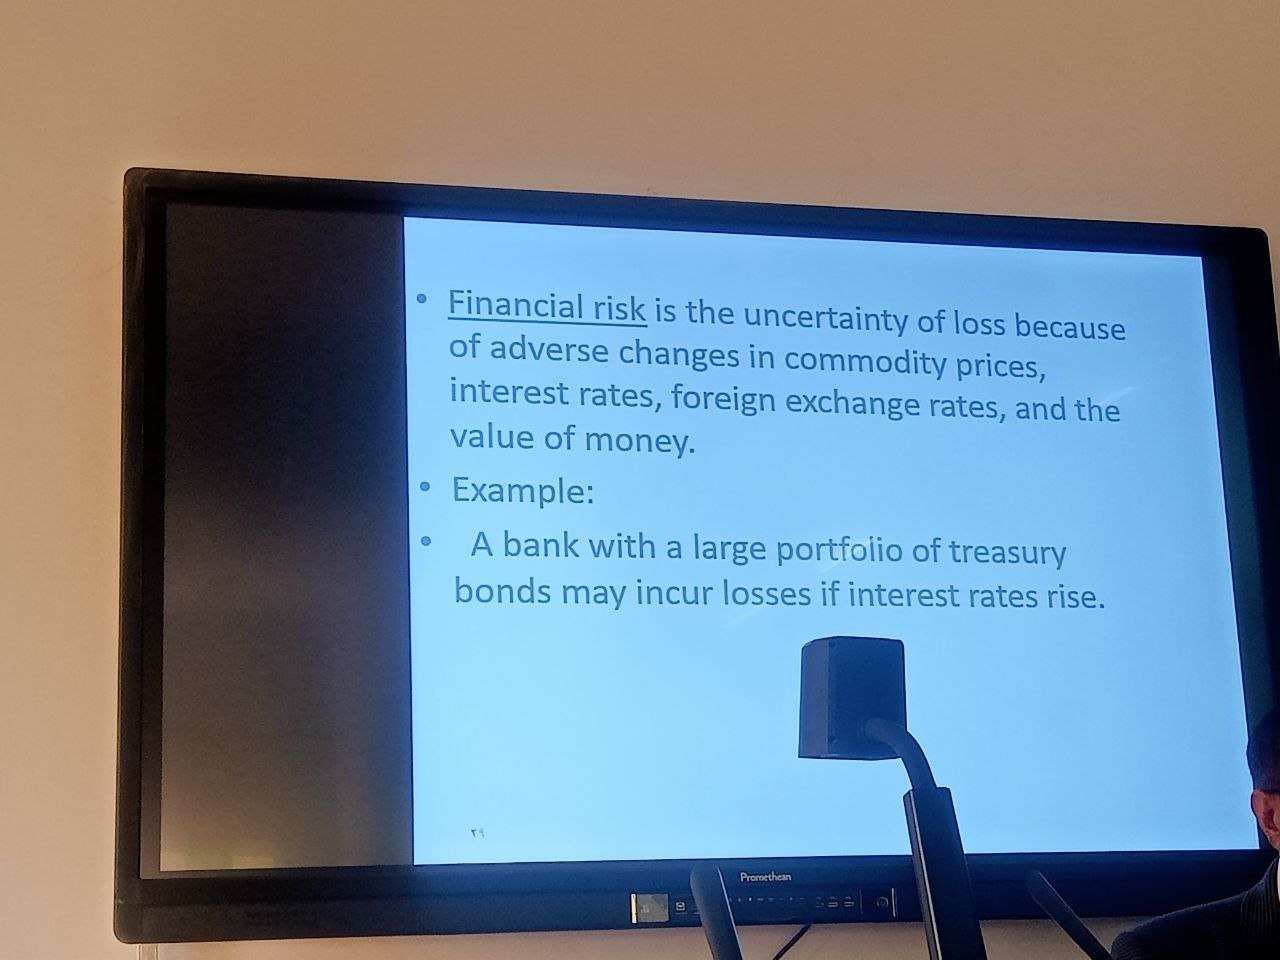 • Financial risk is the uncertainty of loss because
of adverse changes in commodity prices,
interest rates, foreign exchange rates, and the
value of money.
• Example:
• A bank with a large portfolio of treasury
bonds may incur losses if interest rates rise.
٢٩
Promethean